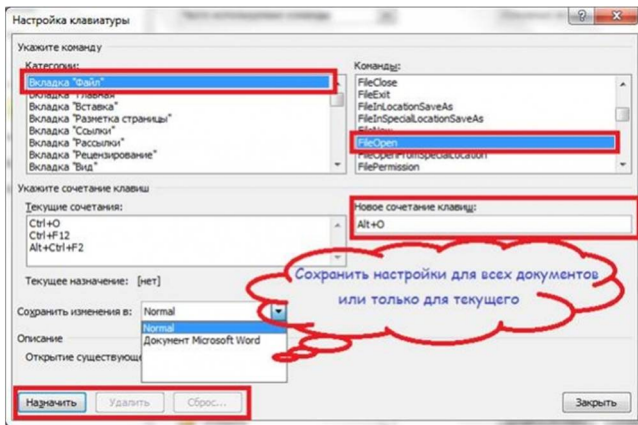 Настройка клавиатуры
Укажите команду
Категории:
Вкладка "Файл"
Вкладка "Главная"
Вкладка "Вставка"
Вкладка "Разметка страницы"
Вкладка "Ссылки"
Вкладка "Рассылки"
Вкладка "Рецензирование"
Вкладка "Вид"
Команды:
FileClose
FileExit
FileInLocationSaveAs
FileInSpecialLocationSaveAs
FileNew
FileOpen
FileOpenFromSpecialLocation
FilePermission
Укажите сочетание клавиш
Текущие сочетания:
Ctrl+O
Ctrl+F12
Alt+Ctrl+F2
Новое сочетание клавиш:
Alt+O
Текущее назначение: [нет]
Сохранить настройки для всех документов
или только для текущего
Сохранить изменения в: Normal
Normal
Документ Microsoft Word
Описание
Открытие существующ
Назначить Удалить Сброс... Закрыть